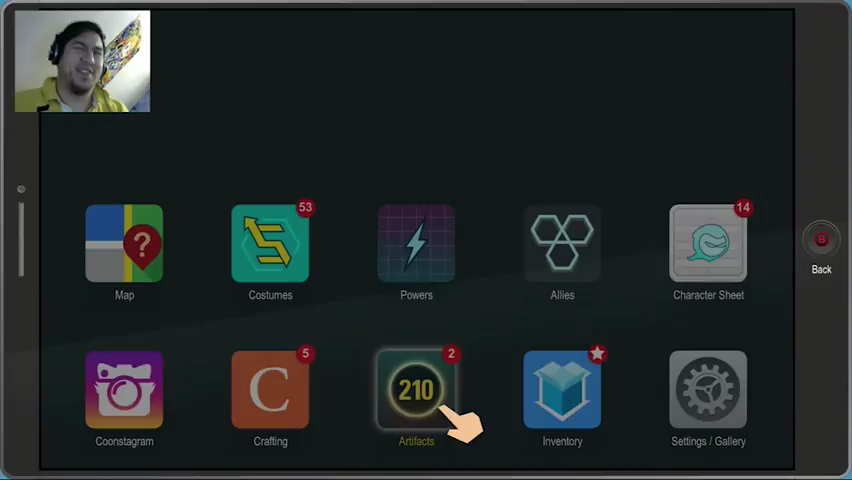 53
14
?
Map
Costumes
Powers
Allies
Character Sheet
B
Back
5
2
C
210
Coonstagram
Crafting
Artifacts
Inventory
Settings / Gallery